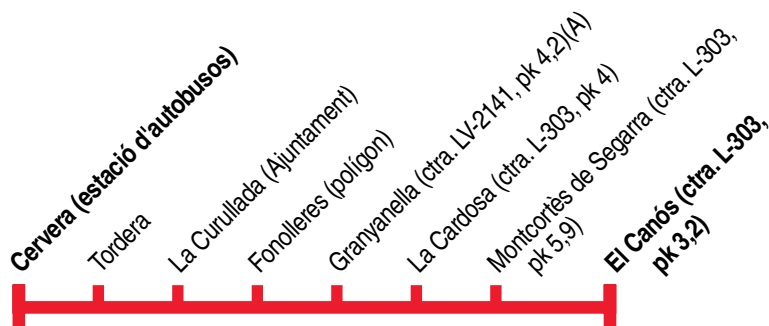 Cervera (estació d'autobusos)
Tordera
La Curullada (Ajuntament)
Fonolleres (polígon)
Granyanella (ctra. LV-2141, pk 4,2)(A)
La Cardosa (ctra. L-303, pk 4)
Montcortès de Segarra (ctra. L-303,
pk 5,9)
El Canós (ctra. L-303,
pk 3,2)